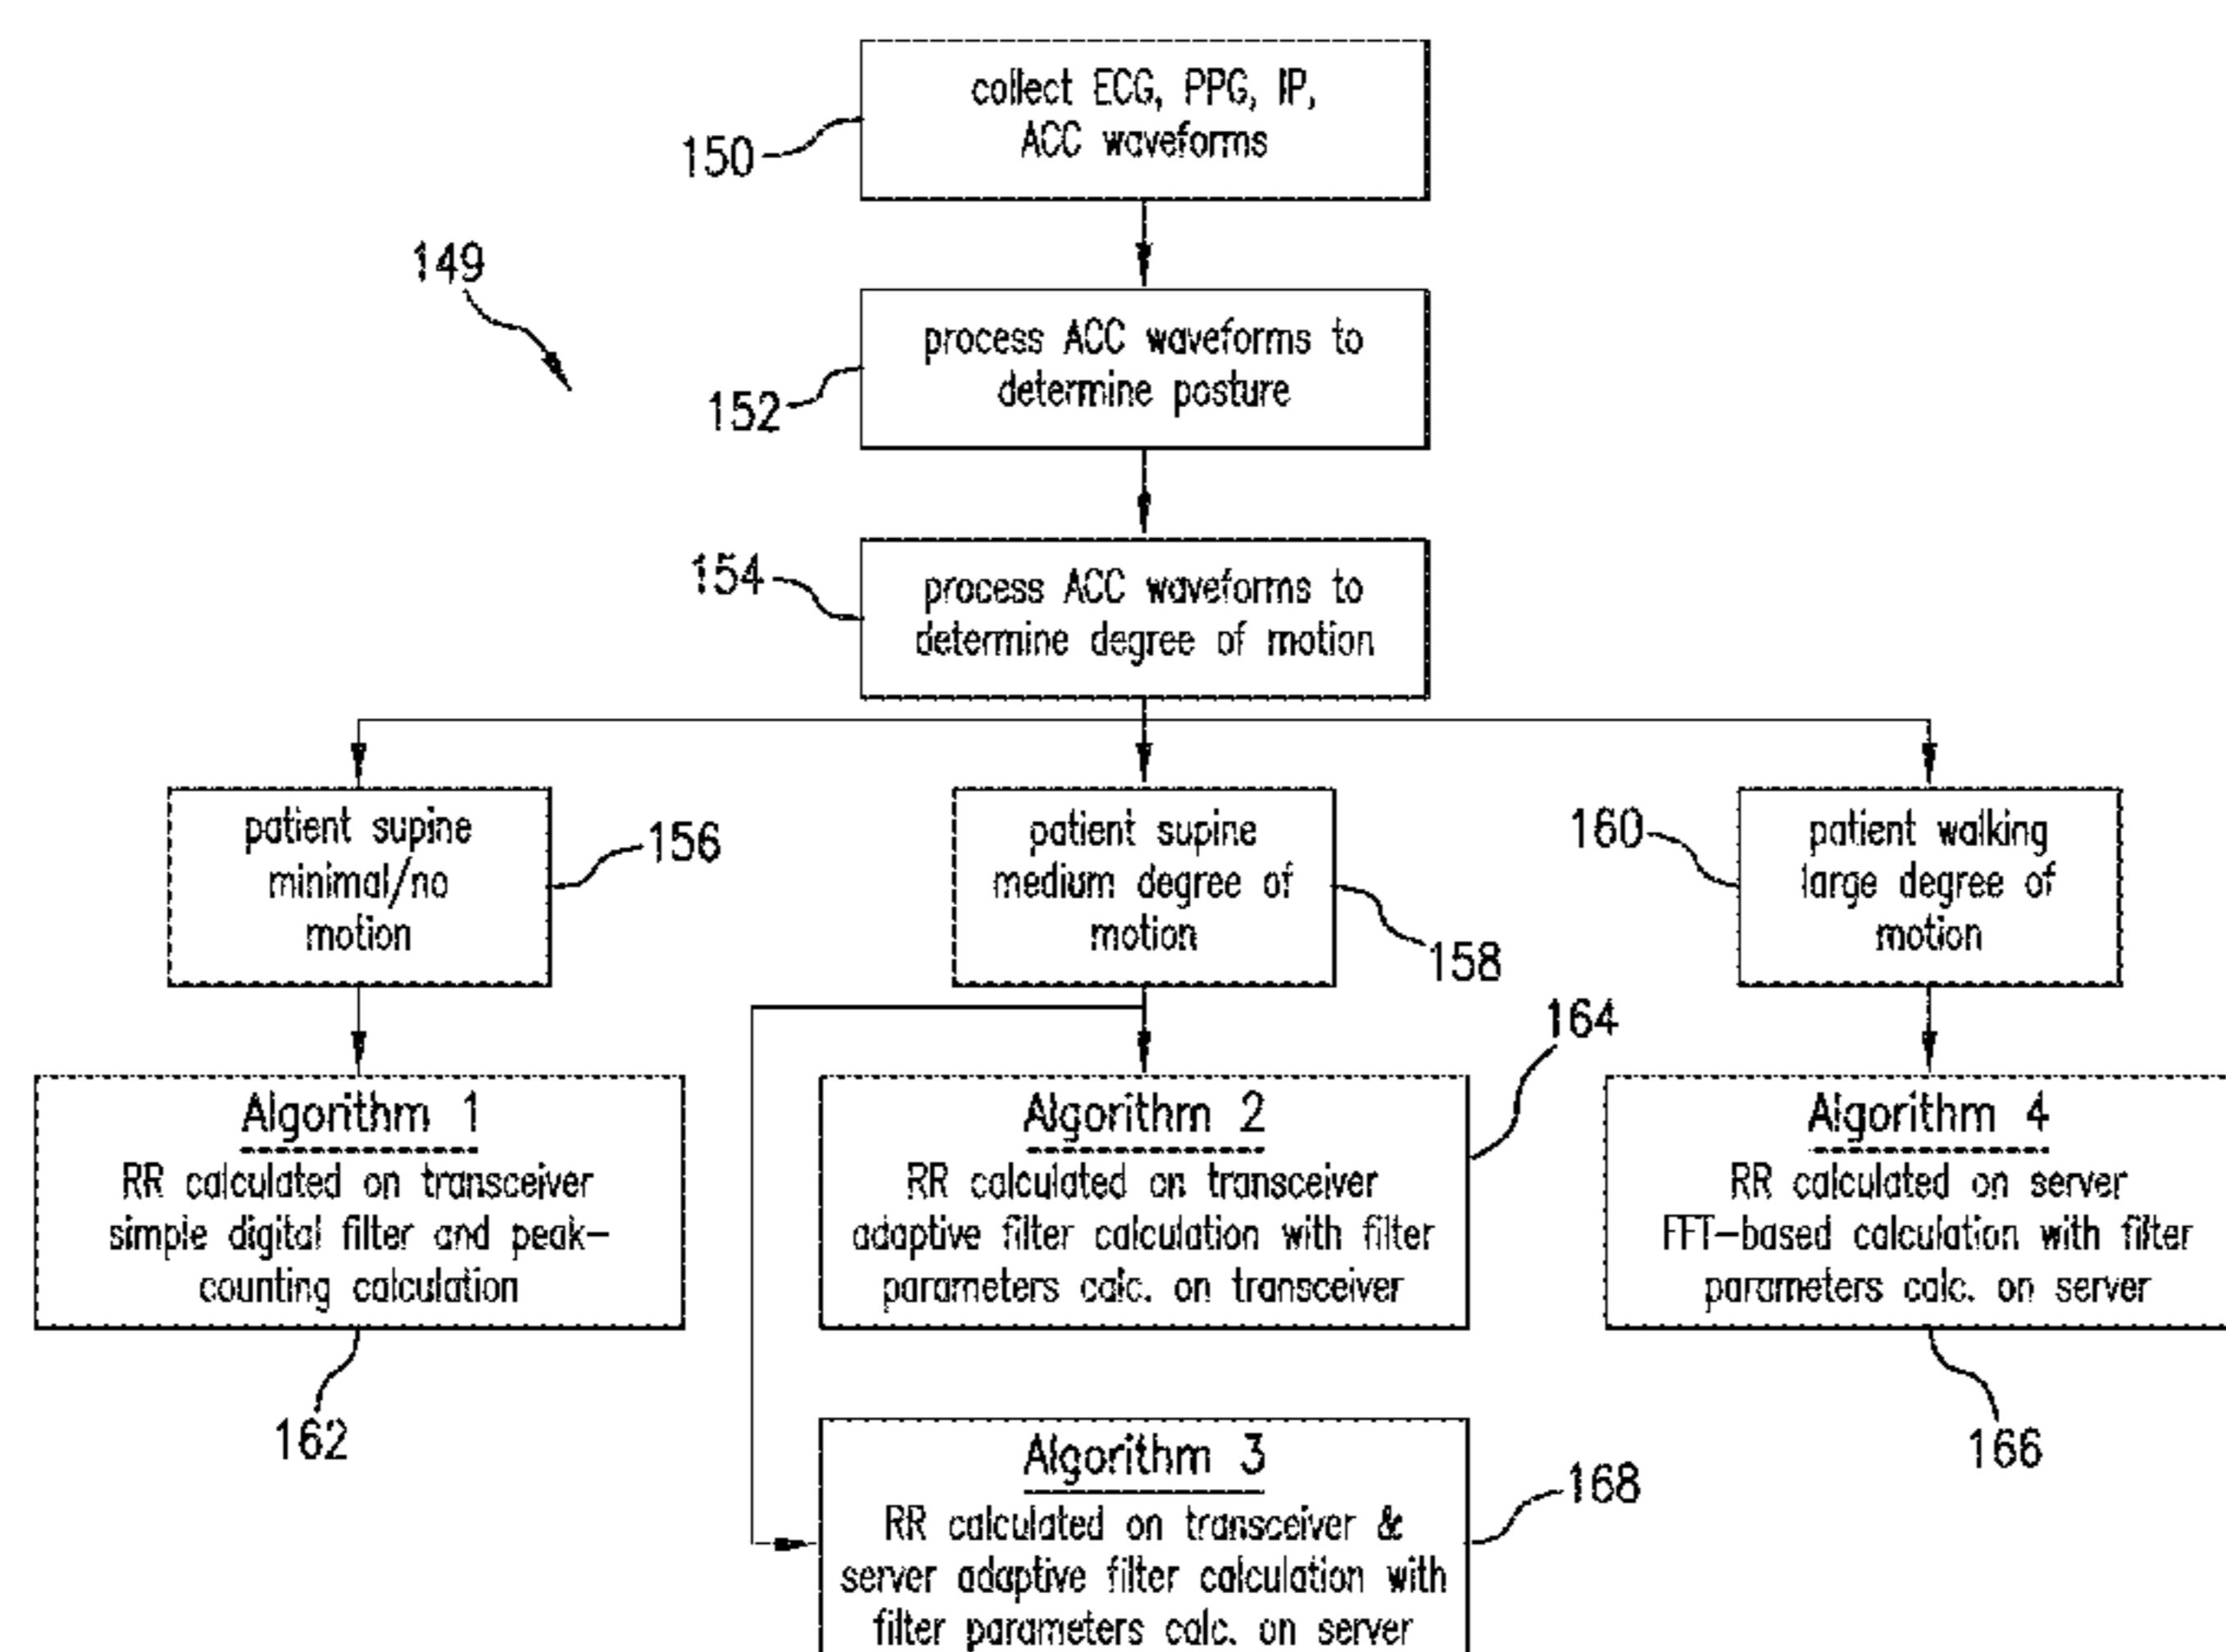 collect ECG, PPG, IP,
ACC waveforms
150
149
process ACC waveforms to
determine posture
152
154
process ACC waveforms to
determine degree of motion
patient supine
minimal/no
motion
156
patient supine
medium degree of
motion
158
160
patient walking
large degree of
motion
164
Algorithm 1
RR calculated on transceiver
simple digital filter and peak-
counting calculation
162
Algorithm 2
RR calculated on transceiver
adaptive filter calculation with filter
parameters calc. on transceiver
Algorithm 4
RR calculated on server
FFT-based calculation with filter
parameters calc. on server
166
Algorithm 3
RR calculated on transceiver &
server adaptive filter calculation with
filter parameters calc. on server
168